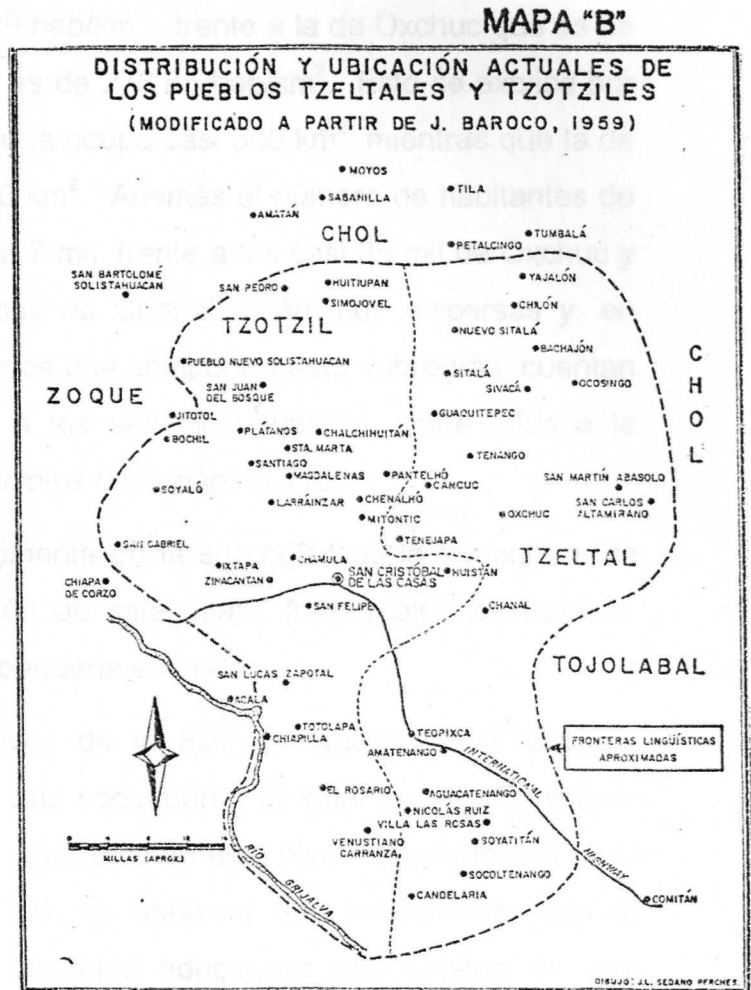 MAPA "B"
DISTRIBUCIÓN Y UBICACIÓN ACTUALES DE
LOS PUEBLOS TZELTALES Y TZOTZILES
(MODIFICADO A PARTIR DE J. BAROCO, 1959)
MOYOS
SABANILLA
TILA
AMATAN
CHOL
TUMBALÁ
PETALCINGO
SAN BARTOLOMÉ
SOLISTAHUACAN
SAN PEDRO
HUITIUPAN
YAJALÓN
SIMOJOVEL
CHILÓN
TZOTZIL
NUEVO SITALÁ
BACHAJÓN
PUEBLO NUEVO SOLISTAHUACAN
SITALÁ
CHOL
ZOQUE
SAN JUAN
DEL BOSQUE
SIVACÁ
OCOSINGO
JITOTOL
GUAQUITEPEC
BOCHIL
PLÁTANOS
CHALCHIHUITÁN
STA. MARTA
TENANGO
SANTIAGO
MAGDALENAS
PANTELHÓ
CANCUC
SAN MARTÍN ABASOLO
SOYALÓ
LARRÁINZAR
CHENALHÓ
SAN CARLOS
ALTAMIRANO
MITONTIC
OXCHUC
SAN GABRIEL
TENEJAPA
TZELTAL
CHAMULA
IXTAPA
SAN CRISTÓBAL
DE LAS CASAS
HUISTÁN
CHIAPA
DE CORZO
ZINACANTAN
SAN FELIPE
CHANAL
SAN LUCAS ZAPOTAL
TOJOLABAL
ACALA
TOTOLAPA
CHIAPILLA
TEOPIXCA
AMATENANGO
FRONTERAS LINGÜÍSTICAS
APROXIMADAS
INTERNATIONAL HIGHWAY
EL ROSARIO
AGUACATENANGO
NICOLÁS RUIZ
VILLA LAS ROSAS
MILLAS (APROX.)
VENUSTIANO
CARRANZA
SOYATITÁN
RÍO GRIJALVA
SOCOLTENANGO
CANDELARIA
COMITÁN
DIBUJO: J.L. SEDANO PERCHES.